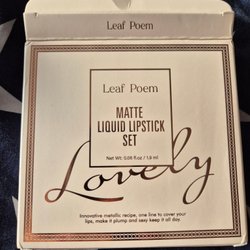 Leaf Poem
Leaf Poem
MATTE
LIQUID LIPSTICK
SET
Net Wt: 0.06 fl.oz / 1.9 ml
Lovely
Innovative metallic recipe, one line to cover your
lips, make it plump and sexy keep it all day.